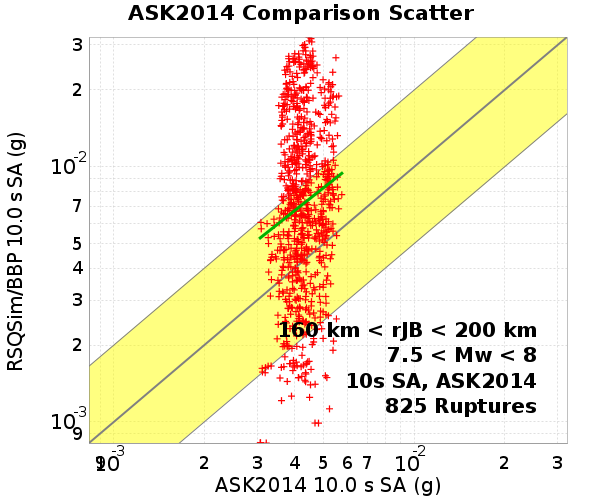 ASK2014 Comparison Scatter
RSQSim/BBP 10.0 s SA (g)
3
2
10-2
7
5
4
3
2
10-3
9
160 km < rJB < 200 km
7.5 < Mw < 8
10s SA, ASK2014
825 Ruptures
9 10-3 2 3 4 5 6 7 10-2 2 3
ASK2014 10.0 s SA (g)